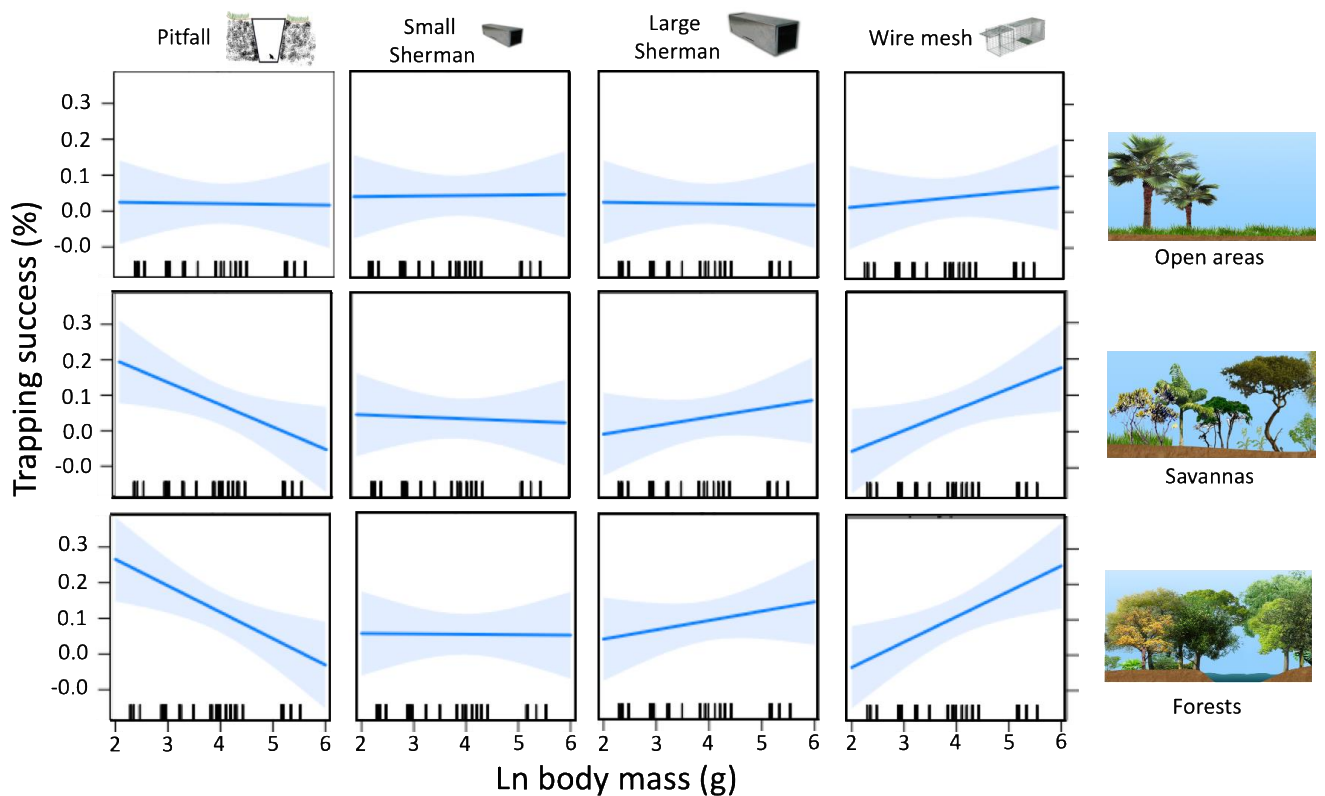 Pitfall
Small
Sherman
Large
Sherman
Wire mesh
0.3
0.2
0.1
0.0
-0.0
Open areas
0.3
0.2
0.1
0.0
-0.0
Savannas
0.3
0.2
0.1
0.0
-0.0
Forests
Trapping success (%)
2 3 4 5 6 2 3 4 5 6 2 3 4 5 6 2 3 4 5 6
Ln body mass (g)